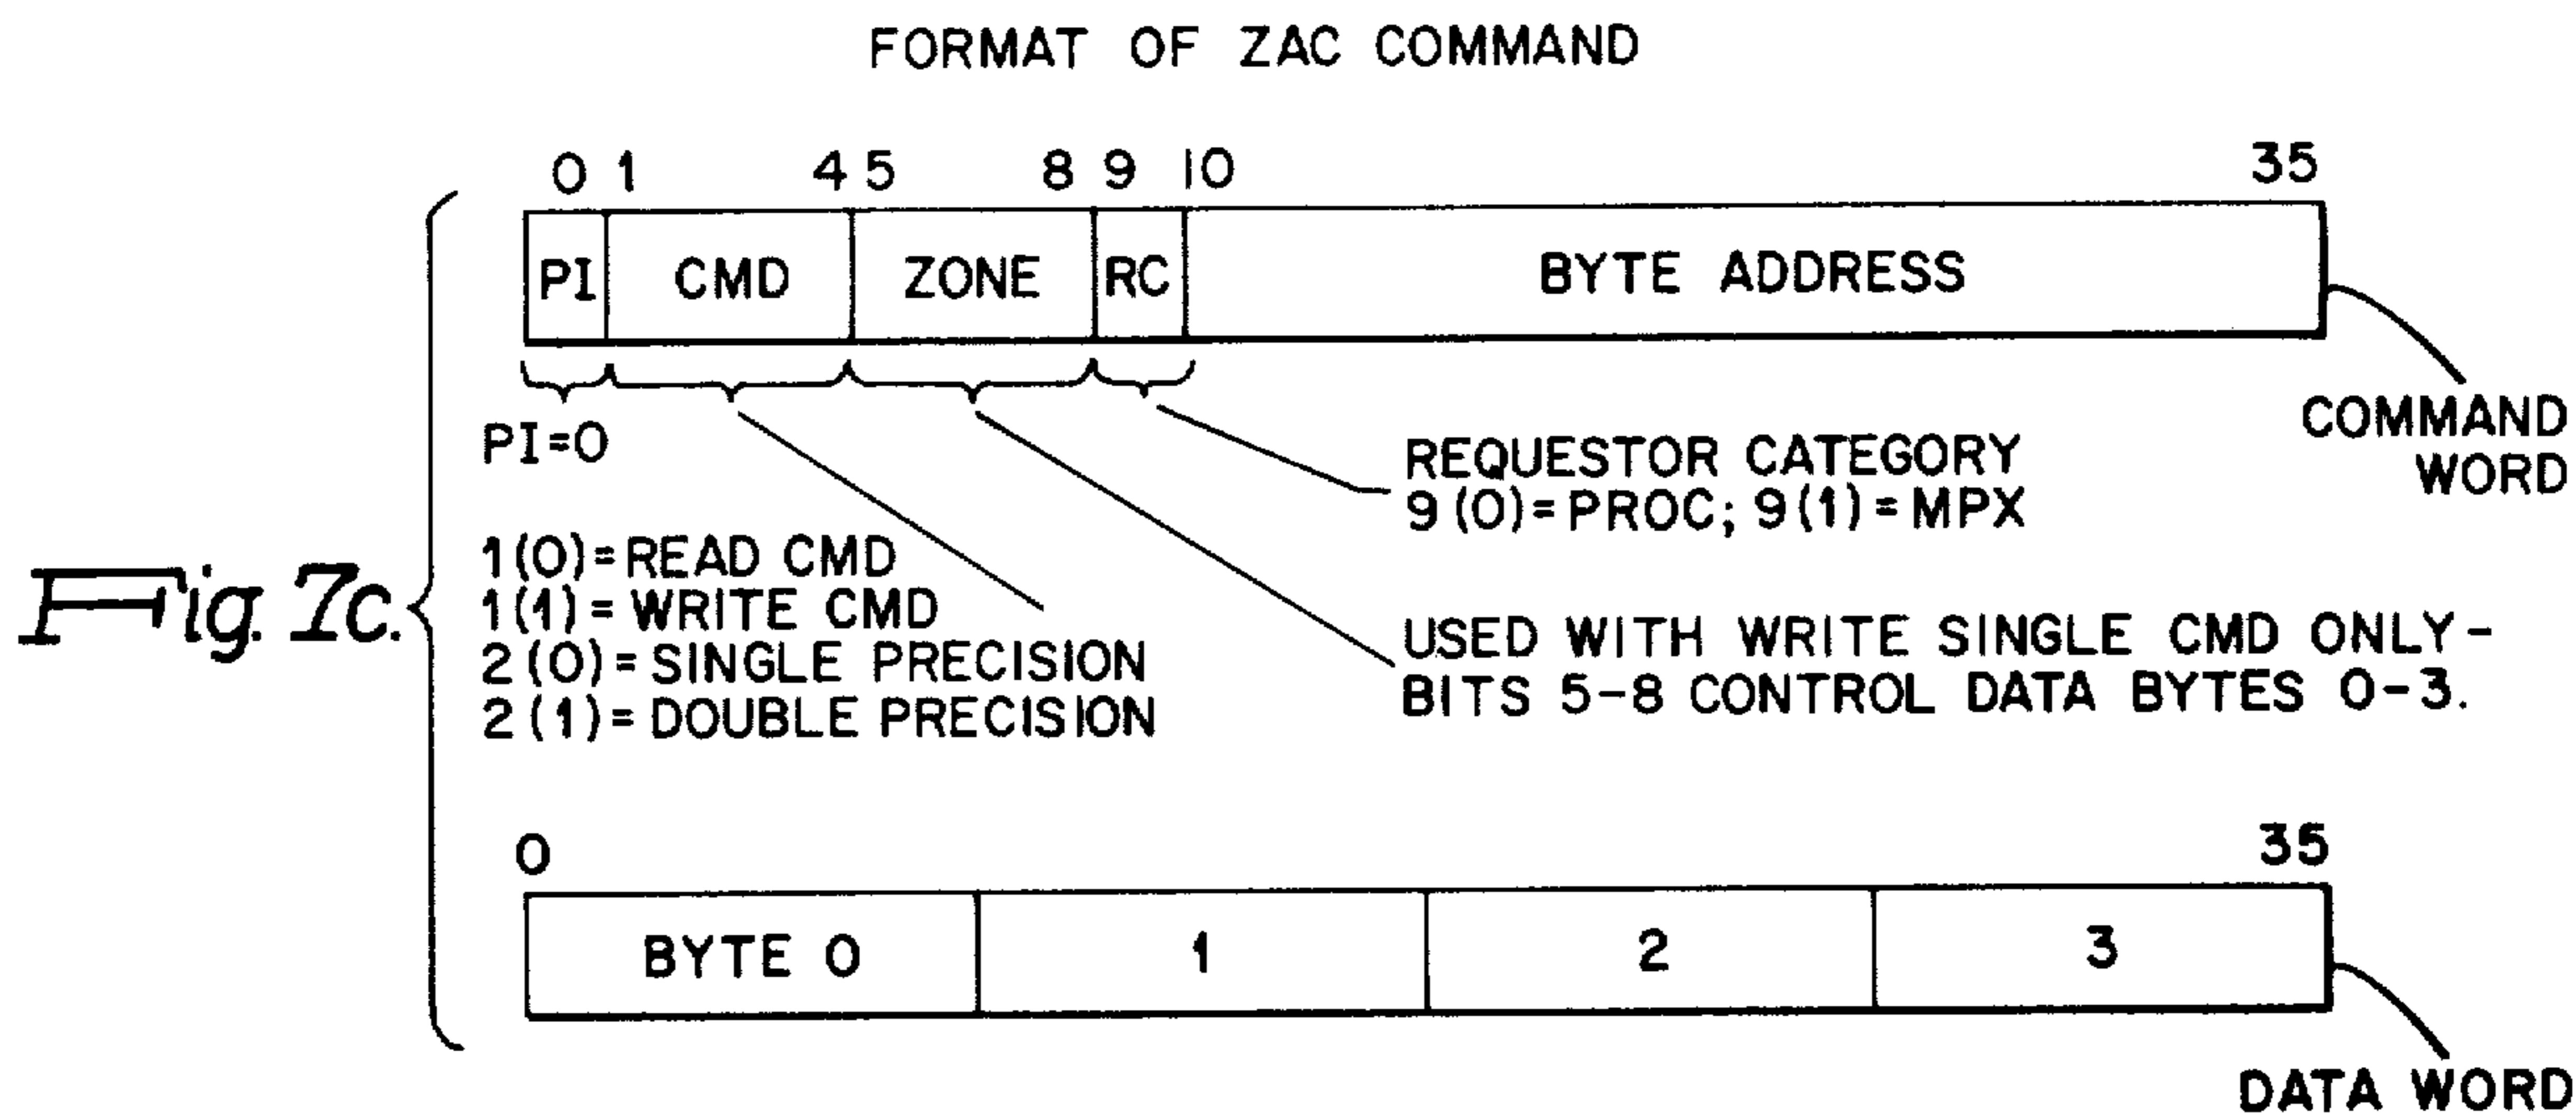 FORMAT OF ZAC COMMAND
0 1 4 5 8 9 10 35
PI CMD ZONE RC BYTE ADDRESS
COMMAND
WORD
PI=0
REQUESTOR CATEGORY
9(0)=PROC; 9(1)=MPX
1(0)=READ CMD
1(1)=WRITE CMD
2(0)=SINGLE PRECISION
2(1)=DOUBLE PRECISION
USED WITH WRITE SINGLE CMD ONLY-
BITS 5-8 CONTROL DATA BYTES 0-3.
Fig. 7c.
0 35
BYTE 0 1 2 3
DATA WORD